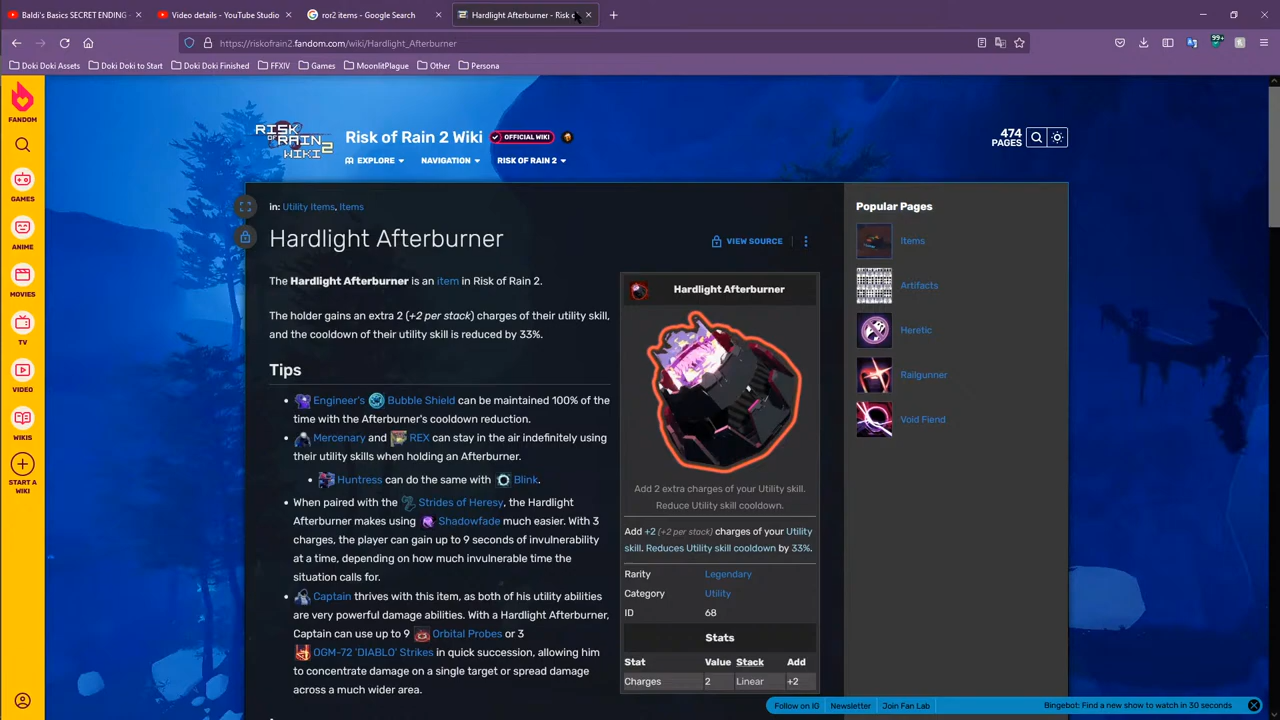 Baldi's Basics SECRET ENDING -
Video details - YouTube Studio
ror2 items - Google Search
Hardlight Afterburner - Risk o
https://riskofrain2.fandom.com/wiki/Hardlight_Afterburner
99+
Doki Doki Assets
Doki Doki to Start
Doki Doki Finished
FFXIV
Games
MoonlitPlague
Other
Persona
FANDOM
GAMES
ANIME
MOVIES
TV
VIDEO
WIKIS
START A
WIKI
RISK
OF
RAIN
WIKI 2
Risk of Rain 2 Wiki
OFFICIAL WIKI
EXPLORE
NAVIGATION
RISK OF RAIN 2
474
PAGES
in: Utility Items, Items
Hardlight Afterburner
VIEW SOURCE
The Hardlight Afterburner is an item in Risk of Rain 2.
The holder gains an extra 2 (+2 per stack) charges of their utility skill,
and the cooldown of their utility skill is reduced by 33%.
Tips
Engineer's Bubble Shield can be maintained 100% of the
time with the Afterburner's cooldown reduction.
Mercenary and REX can stay in the air indefinitely using
their utility skills when holding an Afterburner.
Huntress can do the same with Blink.
When paired with the Strides of Heresy, the Hardlight
Afterburner makes using Shadowfade much easier. With 3
charges, the player can gain up to 9 seconds of invulnerability
at a time, depending on how much invulnerable time the
situation calls for.
Captain thrives with this item, as both of his utility abilities
are very powerful damage abilities. With a Hardlight Afterburner,
Captain can use up to 9 Orbital Probes or 3
OGM-72 'DIABLO' Strikes in quick succession, allowing him
to concentrate damage on a single target or spread damage
across a much wider area.
Hardlight Afterburner
Add 2 extra charges of your Utility skill.
Reduce Utility skill cooldown.
Add +2 (+2 per stack) charges of your Utility
skill. Reduces Utility skill cooldown by 33%.
Rarity Legendary
Category Utility
ID 68
Stats
Stat Value Stack Add
Charges 2 Linear +2
Popular Pages
Items
Artifacts
Heretic
Railgunner
Void Fiend
Follow on IG
Newsletter
Join Fan Lab
Bingebot: Find a new show to watch in 30 seconds